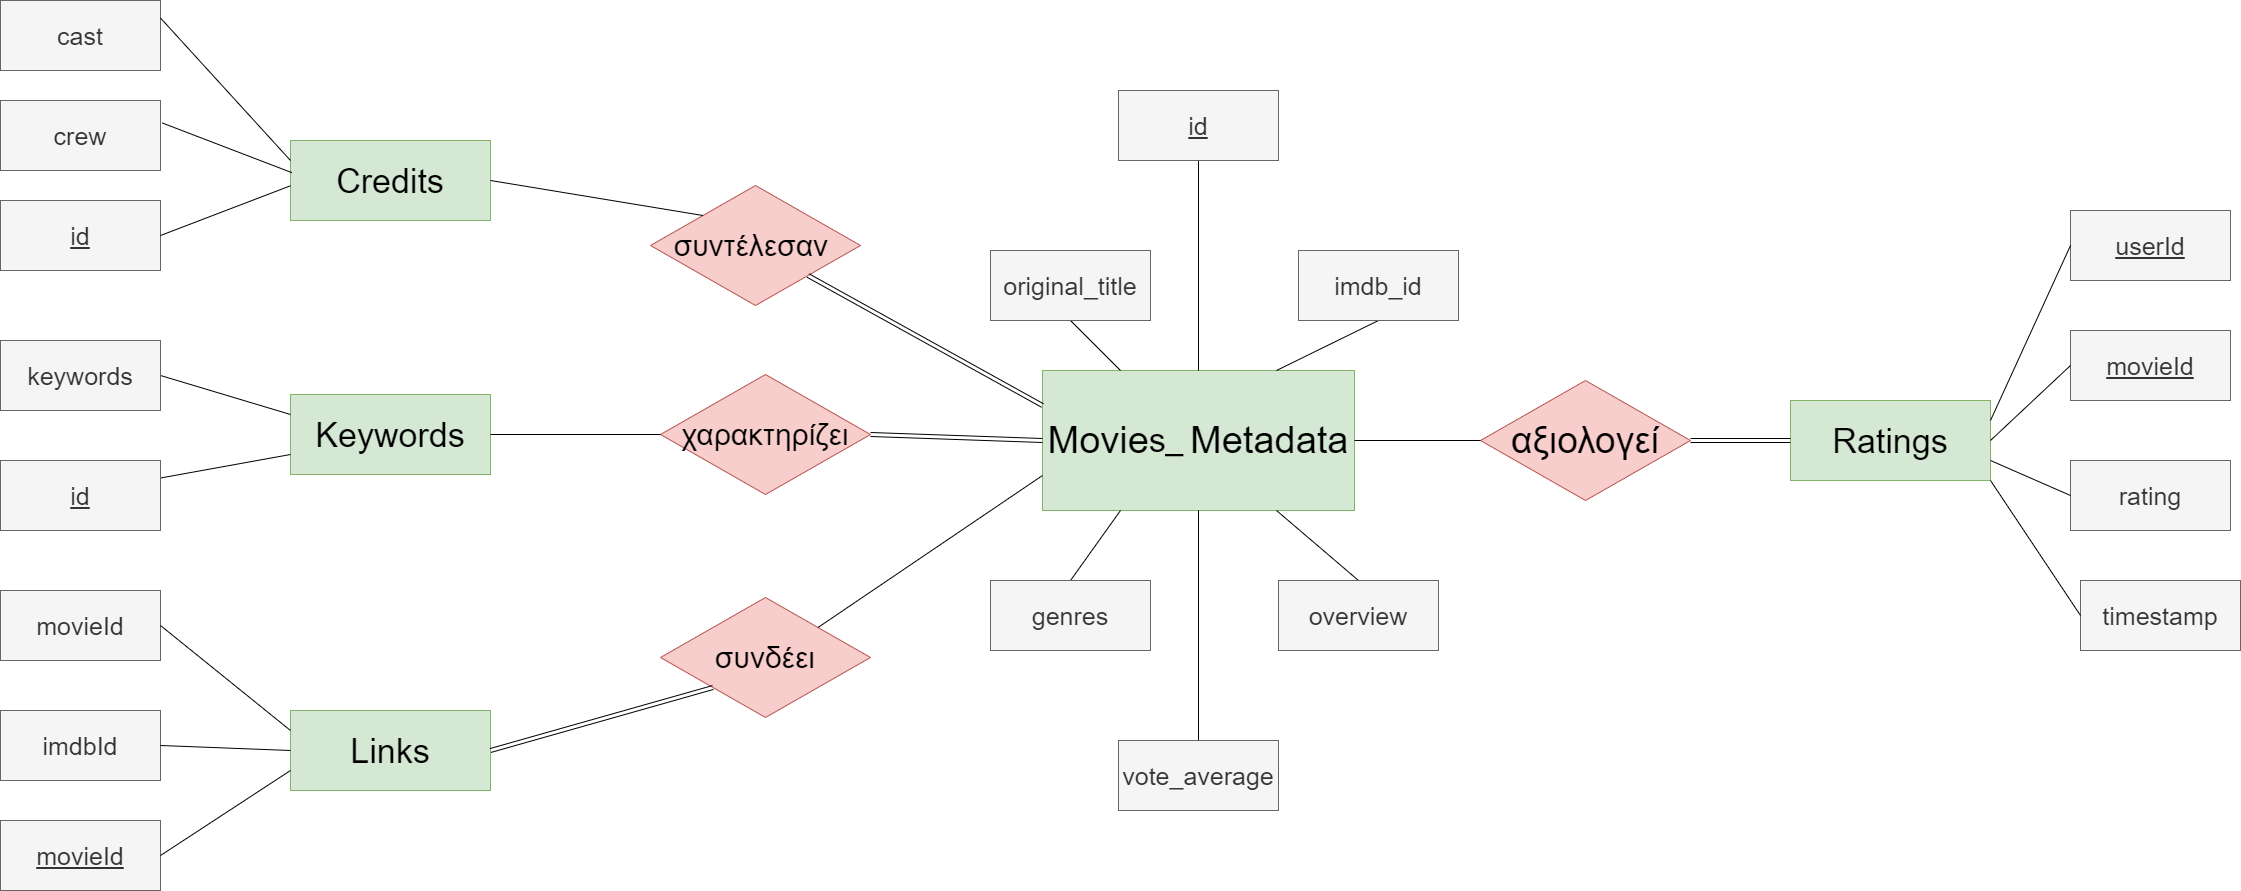 cast
crew
id
Credits
συντέλεσαν
keywords
id
Keywords
χαρακτηρίζει
movieId
imdbId
movieId
Links
συνδέει
id
original_title
imdb_id
Movies_ Metadata
genres
overview
vote_average
αξιολογεί
Ratings
userId
movieId
rating
timestamp